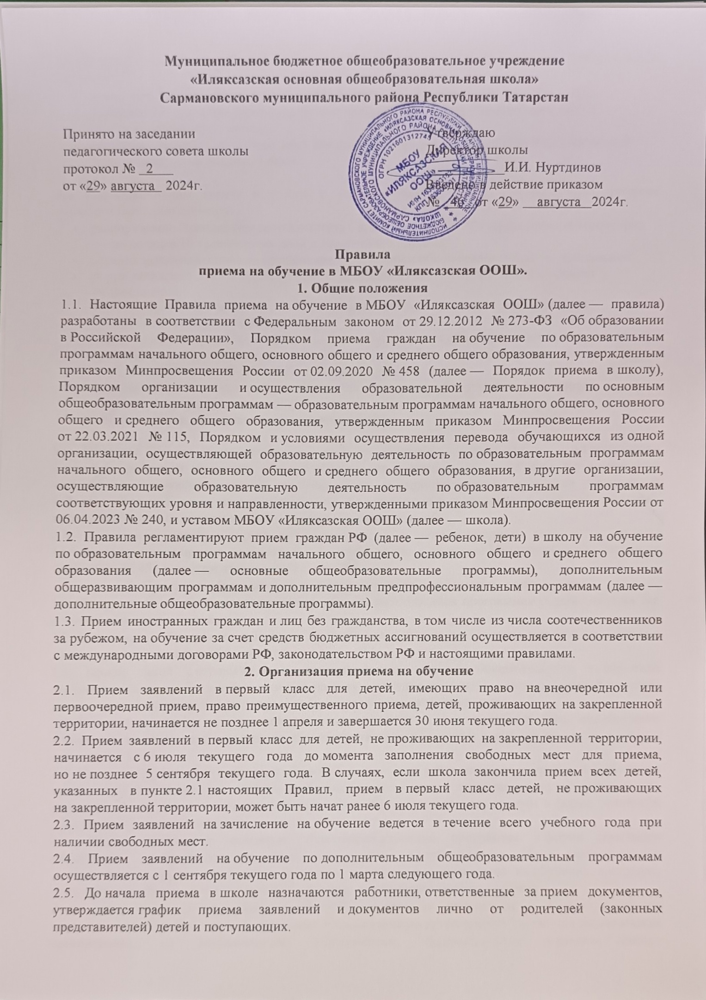 Муниципальное бюджетное общеобразовательное учреждение
«Иляксазская основная общеобразовательная школа»
Сармановского муниципального района Республики Татарстан
Принято на заседании
педагогического совета школы
протокол № 2
от «29» августа 2024г.
Утверждаю
Директор школы
И.И. Нуртдинов
Введено в действие приказом
№ 46 от «29» августа 2024г.
ОГРН 1021601312745
МБОУ
«ИЛЯКСАЗСКАЯ
ООШ»
Правила
приема на обучение в МБОУ «Иляксазская ООШ».
1. Общие положения
1.1. Настоящие Правила приема на обучение в МБОУ «Иляксазская ООШ» (далее — правила)
разработаны в соответствии с Федеральным законом от 29.12.2012 № 273-ФЗ «Об образовании
в Российской Федерации», Порядком приема граждан на обучение по образовательным
программам начального общего, основного общего и среднего общего образования, утвержденным
приказом Минпросвещения России от 02.09.2020 № 458 (далее — Порядок приема в школу),
Порядком организации и осуществления образовательной деятельности по основным
общеобразовательным программам — образовательным программам начального общего, основного
общего и среднего общего образования, утвержденным приказом Минпросвещения России
от 22.03.2021 № 115, Порядком и условиями осуществления перевода обучающихся из одной
организации, осуществляющей образовательную деятельность по образовательным программам
начального общего, основного общего и среднего общего образования, в другие организации,
осуществляющие образовательную деятельность по образовательным программам
соответствующих уровня и направленности, утвержденными приказом Минпросвещения России от
06.04.2023 № 240, и уставом МБОУ «Иляксазская ООШ» (далее — школа).
1.2. Правила регламентируют прием граждан РФ (далее — ребенок, дети) в школу на обучение
по образовательным программам начального общего, основного общего и среднего общего
образования (далее — основные общеобразовательные программы), дополнительным
общеразвивающим программам и дополнительным предпрофессиональным программам (далее —
дополнительные общеобразовательные программы).
1.3. Прием иностранных граждан и лиц без гражданства, в том числе из числа соотечественников
за рубежом, на обучение за счет средств бюджетных ассигнований осуществляется в соответствии
с международными договорами РФ, законодательством РФ и настоящими правилами.
2. Организация приема на обучение
2.1. Прием заявлений в первый класс для детей, имеющих право на внеочередной или
первоочередной прием, право преимущественного приема, детей, проживающих на закрепленной
территории, начинается не позднее 1 апреля и завершается 30 июня текущего года.
2.2. Прием заявлений в первый класс для детей, не проживающих на закрепленной территории,
начинается с 6 июля текущего года до момента заполнения свободных мест для приема,
но не позднее 5 сентября текущего года. В случаях, если школа закончила прием всех детей,
указанных в пункте 2.1 настоящих Правил, прием в первый класс детей, не проживающих
на закрепленной территории, может быть начат ранее 6 июля текущего года.
2.3. Прием заявлений на зачисление на обучение ведется в течение всего учебного года при
наличии свободных мест.
2.4. Прием заявлений на обучение по дополнительным общеобразовательным программам
осуществляется с 1 сентября текущего года по 1 марта следующего года.
2.5. До начала приема в школе назначаются работники, ответственные за прием документов,
утверждается график приема заявлений и документов лично от родителей (законных
представителей) детей и поступающих.